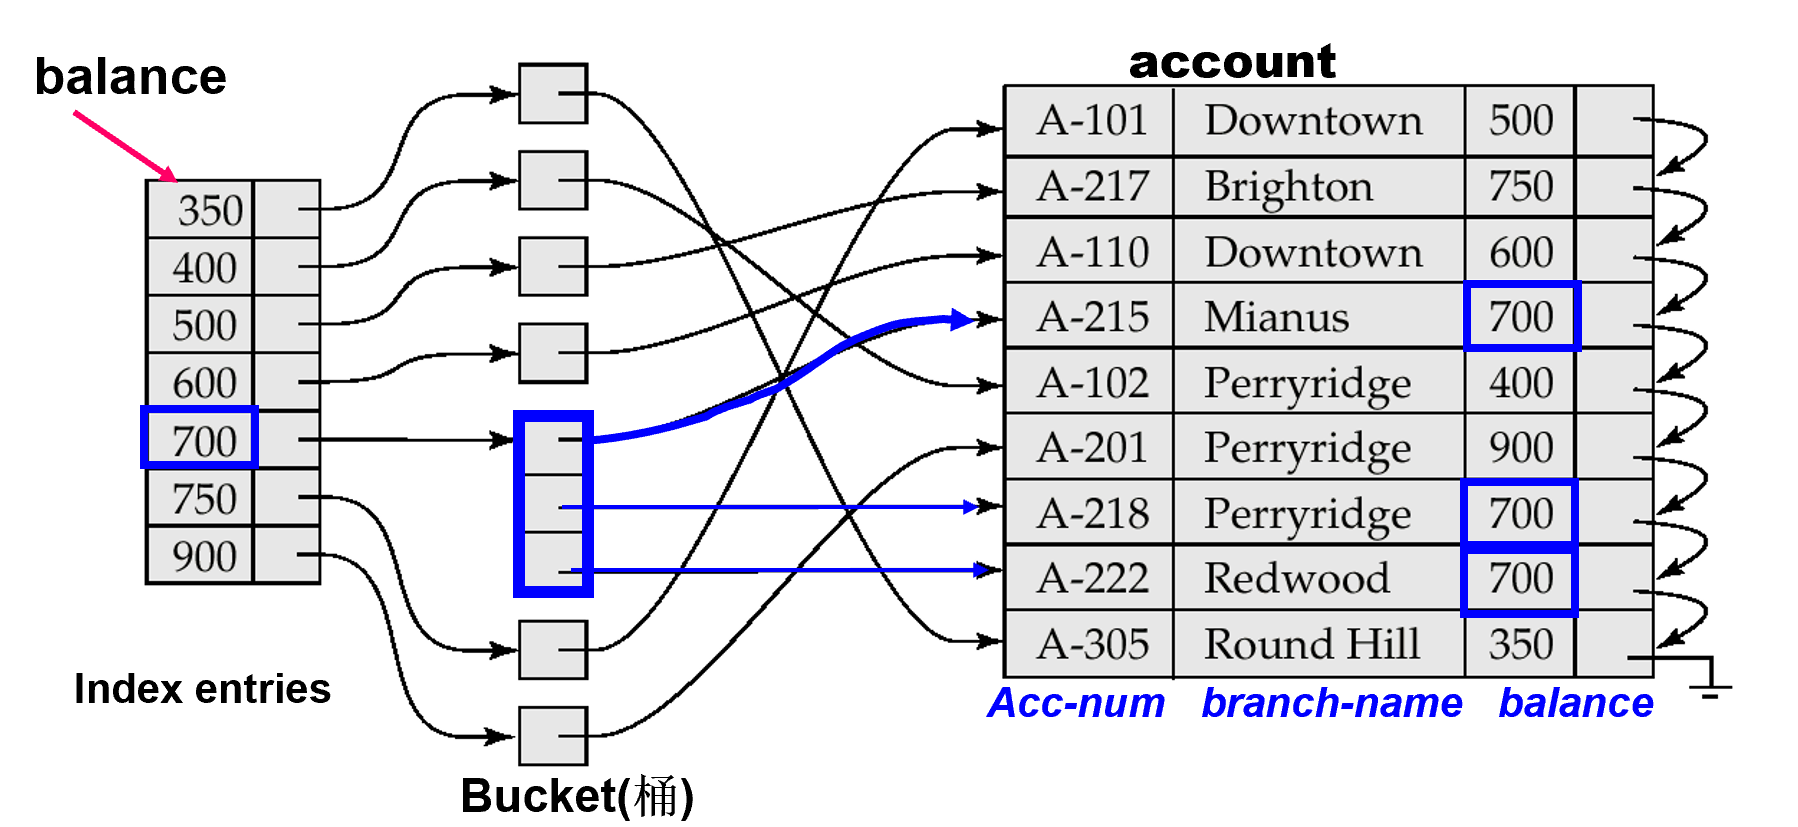 balance
350
400
500
600
700
750
900
Index entries
Bucket(桶)
account
A-101 Downtown 500
A-217 Brighton 750
A-110 Downtown 600
A-215 Mianus 700
A-102 Perryridge 400
A-201 Perryridge 900
A-218 Perryridge 700
A-222 Redwood 700
A-305 Round Hill 350
Acc-num branch-name balance